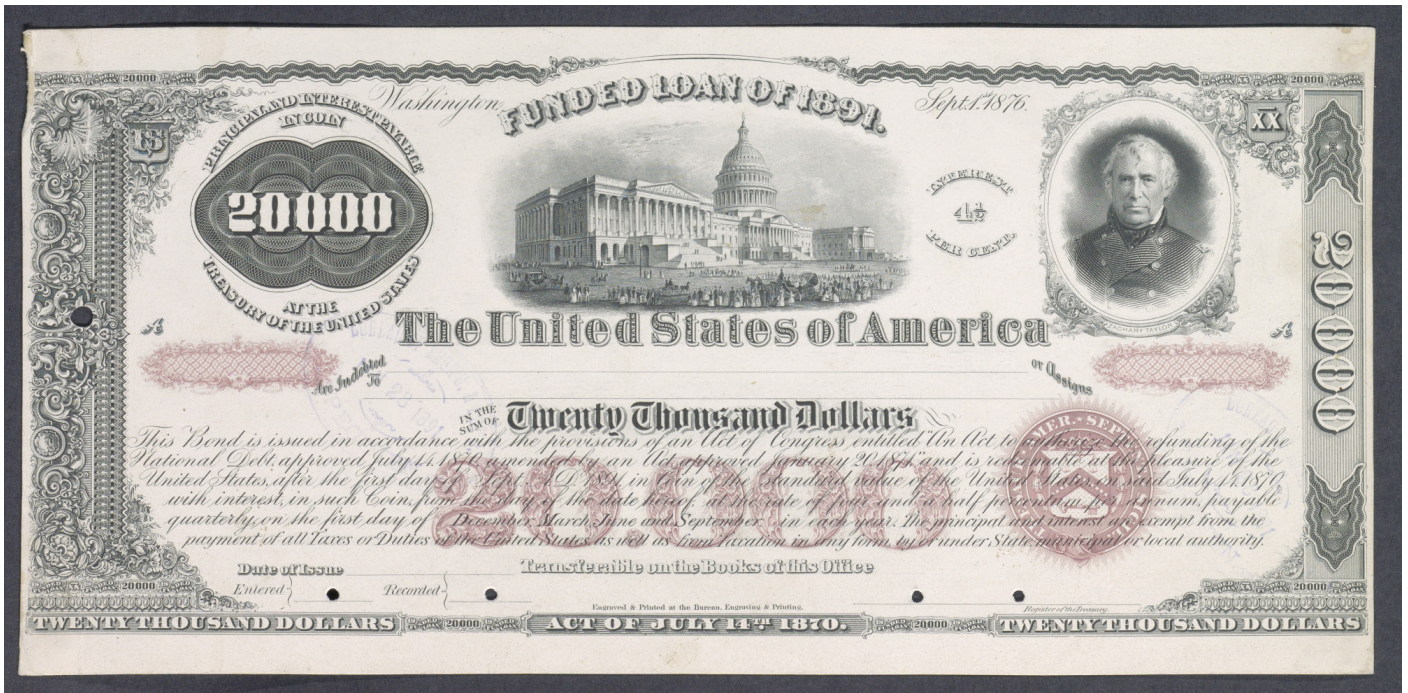 20000
20000
Washington
FUNDED LOAN OF 1891.
Sept. 1st 1876.
PRINCIPAL AND INTEREST PAYABLE
IN COIN
20000
AT THE
TREASURY OF THE UNITED STATES
INTEREST
4½
PER CENT.
XX
ZACHARY TAYLOR
20000
A
The United States of America
A
Are Indebted
To
or Assigns
IN THE
SUM OF
Twenty Thousand Dollars
This Bond is issued in accordance with the provisions of an Act of Congress entitled "An Act to authorize the refunding of the
National Debt, approved July 14, 1870, amended by an Act approved January 20, 1871," and is redeemable at the pleasure of the
United States, after the first day of Sept. A.D. 1891, in Coin of the standard value of the United States on said July 14, 1870,
with interest, in such Coin, from the day of the date hereof at the rate of four and a half per annum, payable
quarterly, on the first day of December, March, June and September in each year. The principal and interest are exempt from the
payment of all Taxes or Duties of the United States as well as from Taxation in any form by or under State, municipal or local authority.
20.000
Date of Issue
Transferable on the Books of this Office
Entered
Recorded
Engraved & Printed at the Bureau, Engraving & Printing.
Register of the Treasury.
20000
20000
TWENTY THOUSAND DOLLARS
20000
ACT OF JULY 14TH 1870.
20000
TWENTY THOUSAND DOLLARS